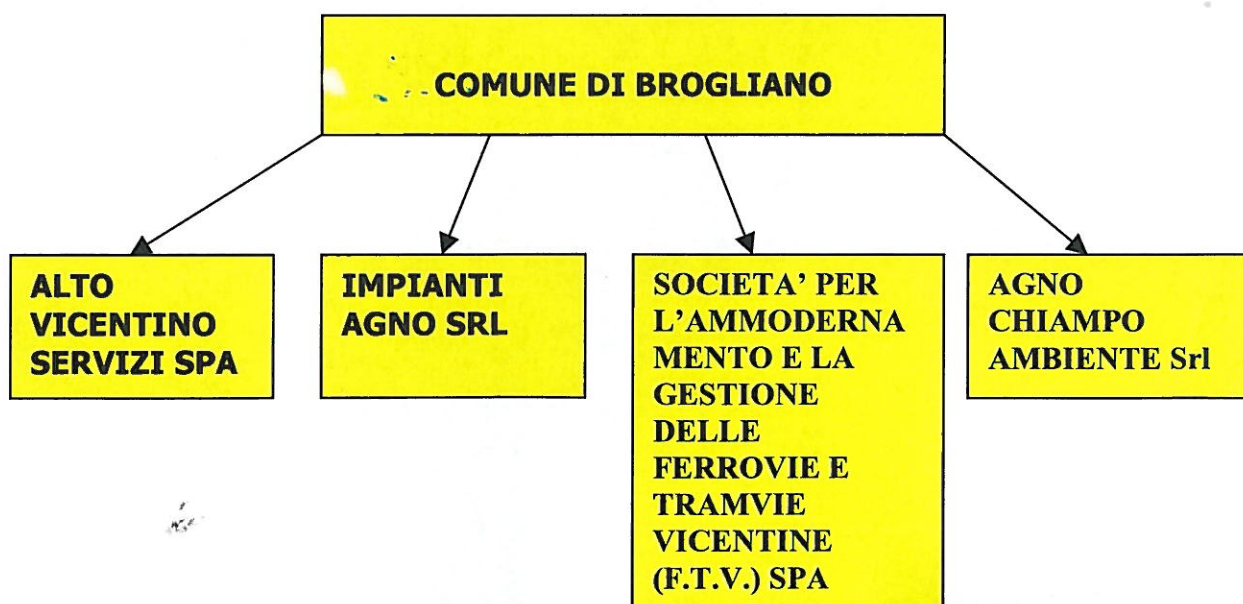 COMUNE DI BROGLIANO
ALTO
VICENTINO
SERVIZI SPA
IMPIANTI
AGNO SRL
SOCIETA’ PER
L’AMMODERNA
MENTO E LA
GESTIONE
DELLE
FERROVIE E
TRAMVIE
VICENTINE
(F.T.V.) SPA
AGNO
CHIAMPO
AMBIENTE Srl